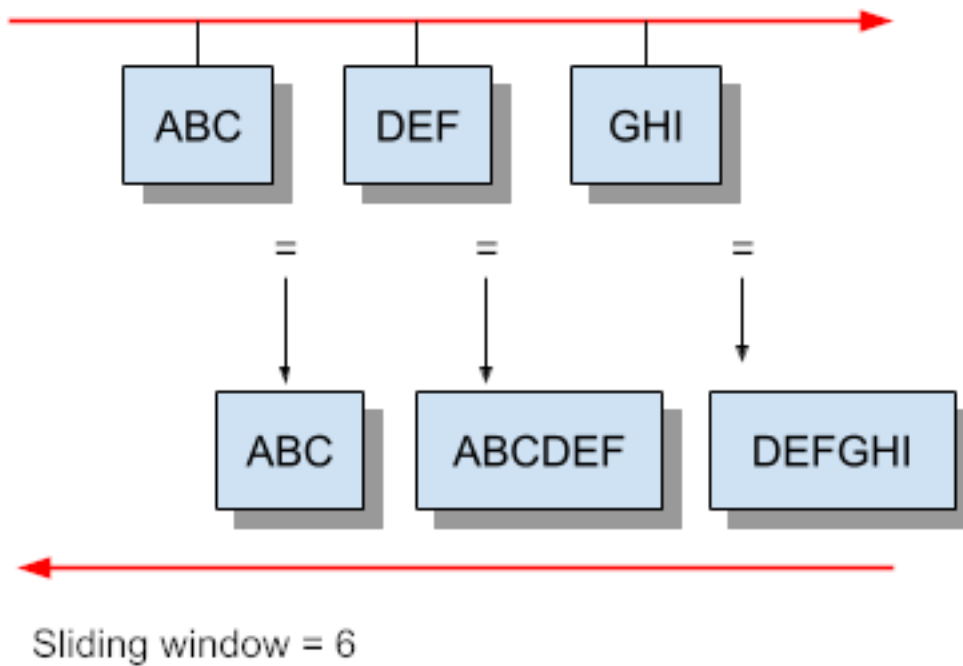 ABC DEF GHI
= = =
ABC ABCDEF DEFGHI
Sliding window = 6